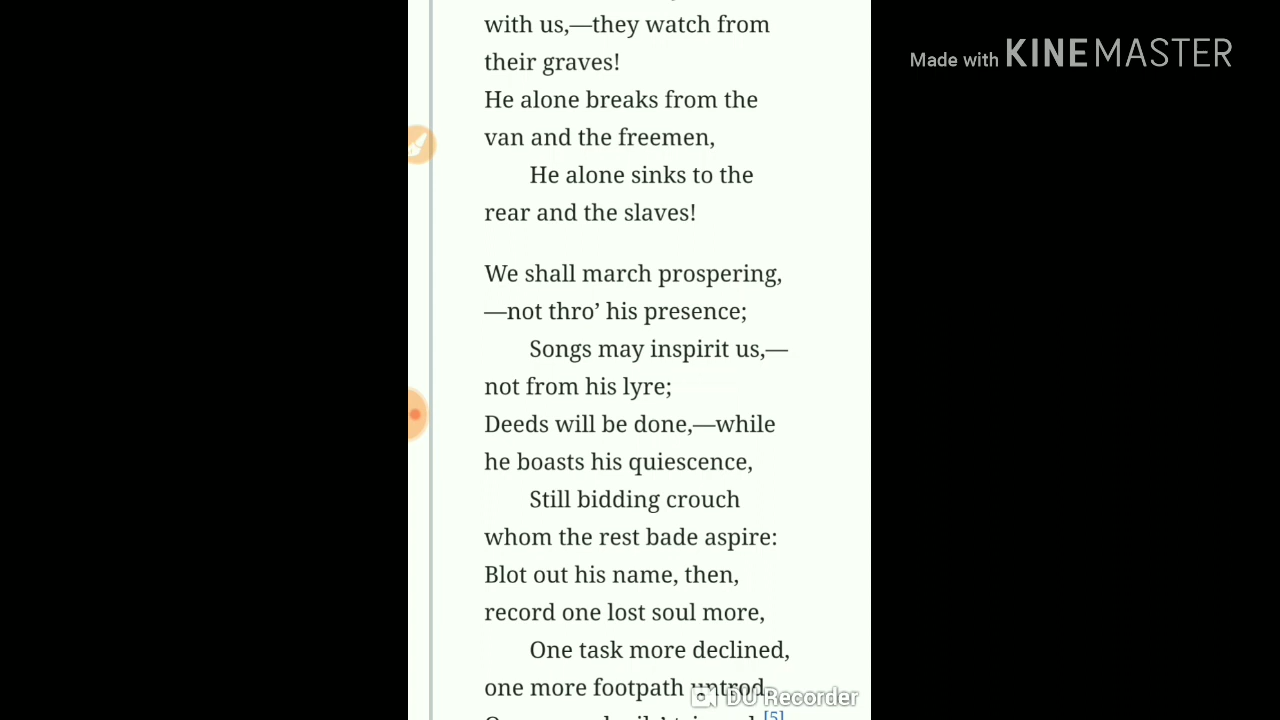 Made with KINEMASTER
with us,—they watch from
their graves!
He alone breaks from the
van and the freemen,
He alone sinks to the
rear and the slaves!
We shall march prospering,
—not thro’ his presence;
Songs may inspirit us,—
not from his lyre;
Deeds will be done,—while
he boasts his quiescence,
Still bidding crouch
whom the rest bade aspire:
Blot out his name, then,
record one lost soul more,
One task more declined,
one more footpath untrod,
DU Recorder
[5]